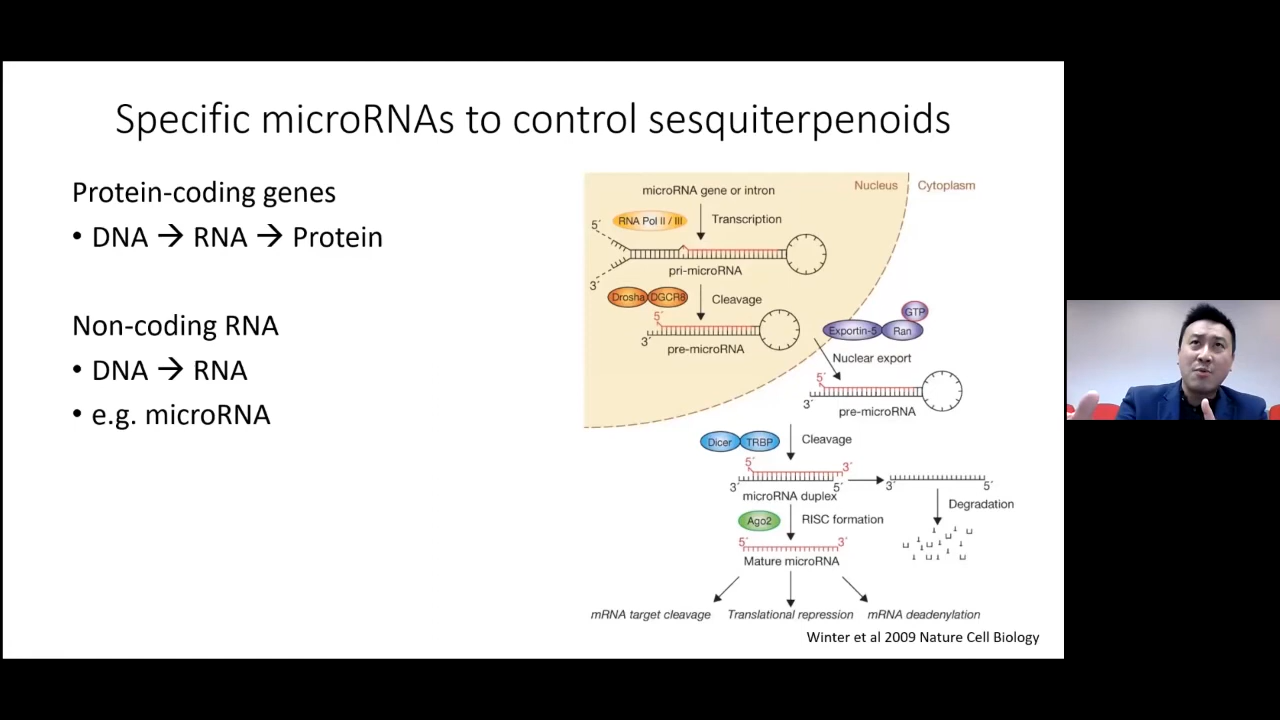 Specific microRNAs to control sesquiterpenoids
Protein-coding genes
• DNA → RNA → Protein
Non-coding RNA
• DNA → RNA
• e.g. microRNA
Nucleus
Cytoplasm
microRNA gene or intron
RNA Pol II / III
Transcription
5´
3´
pri-microRNA
Drosha
DGCR8
Cleavage
5´
3´
pre-microRNA
GTP
Exportin-5
Ran
Nuclear export
5´
3´
pre-microRNA
Dicer
TRBP
Cleavage
5´
3´
3´
5´
microRNA duplex
3´
5´
Degradation
Ago2
RISC formation
5´
3´
Mature microRNA
mRNA target cleavage
Translational repression
mRNA deadenylation
Winter et al 2009 Nature Cell Biology